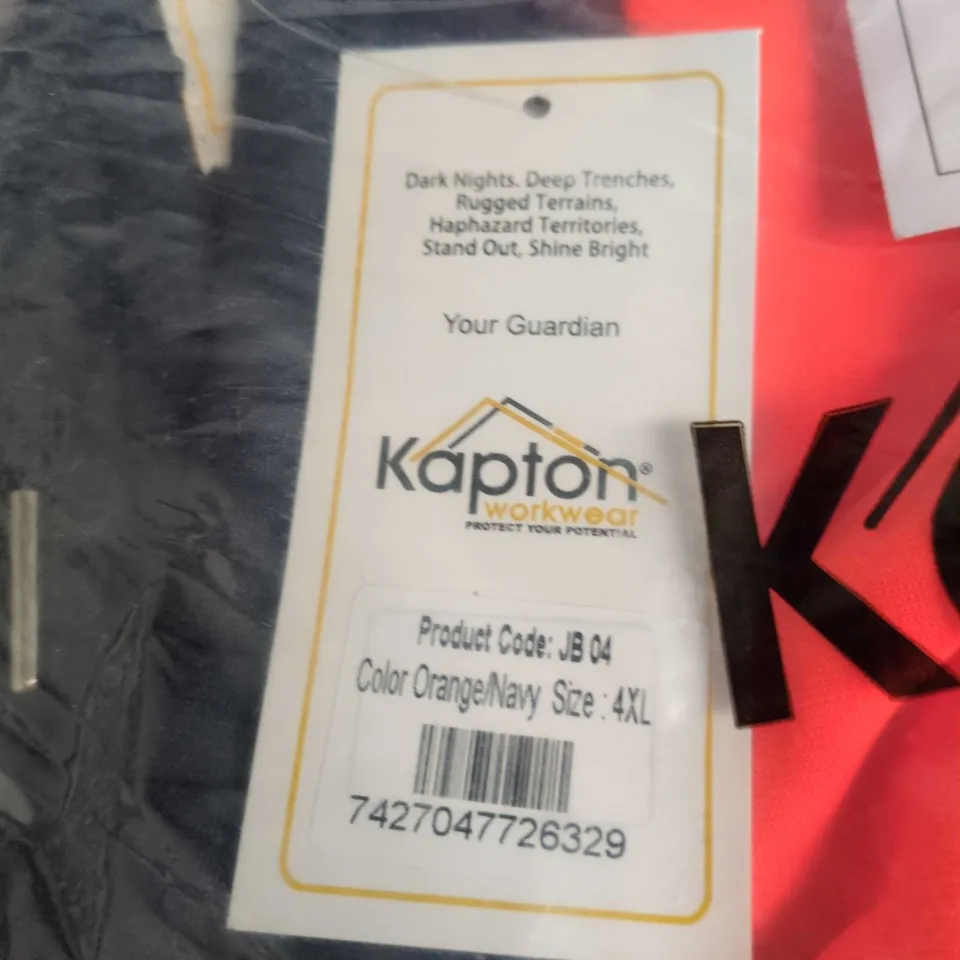 Dark Nights. Deep Trenches,
Rugged Terrains,
Haphazard Territories,
Stand Out, Shine Bright
Your Guardian
Kapton®
workwear
PROTECT YOUR POTENTIAL
Product Code: JB 04
Color Orange/Navy Size : 4XL
7427047726329
K